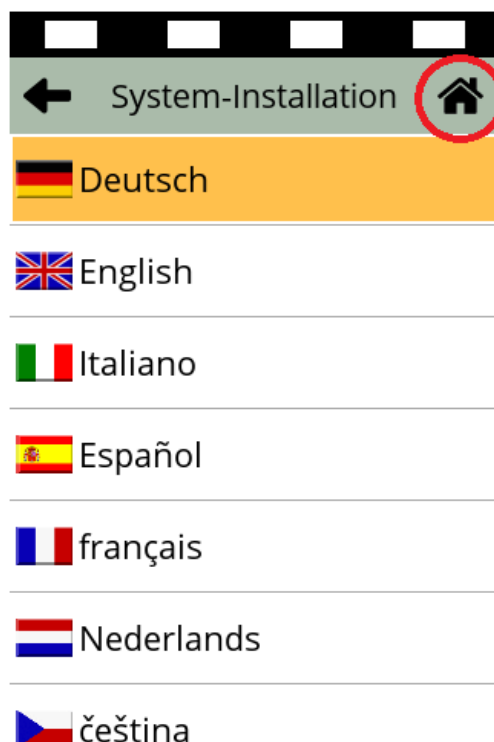 System-Installation
Deutsch
English
Italiano
Español
français
Nederlands
čeština